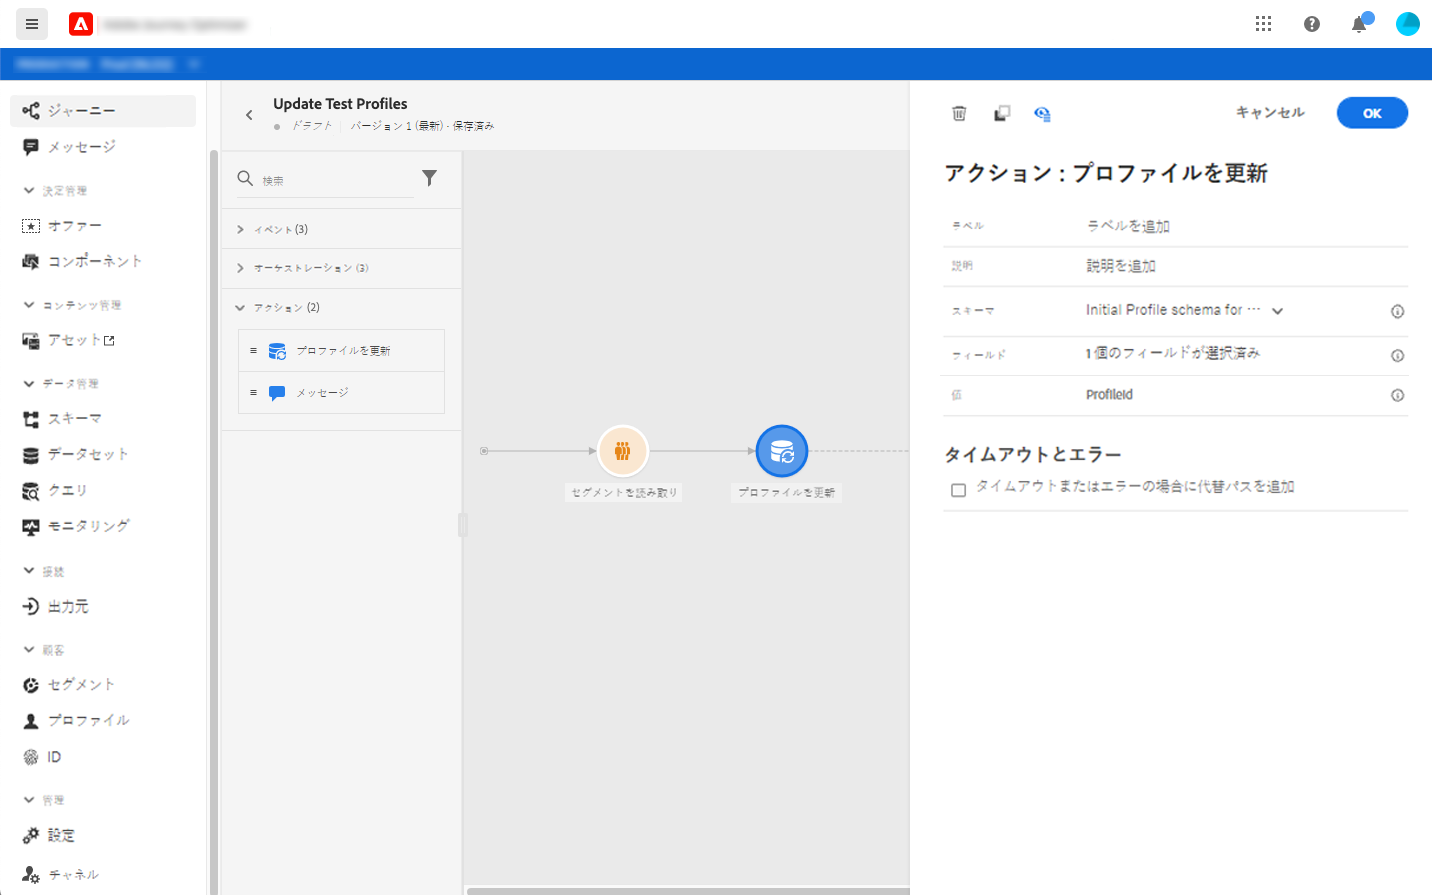 ジャーニー
メッセージ
決定管理
オファー
コンポーネント
コンテンツ管理
アセット
データ管理
スキーマ
データセット
クエリ
モニタリング
接続
出力元
顧客
セグメント
プロファイル
ID
管理
設定
チャネル
Update Test Profiles
ドラフト
バージョン 1 (最新) - 保存済み
検索
イベント (3)
オーケストレーション (3)
アクション (2)
プロファイルを更新
メッセージ
セグメントを読み取り
プロファイルを更新
キャンセル
OK
アクション : プロファイルを更新
ラベル
ラベルを追加
説明
説明を追加
スキーマ
Initial Profile schema for ···
フィールド
1 個のフィールドが選択済み
値
ProfileId
タイムアウトとエラー
タイムアウトまたはエラーの場合に代替パスを追加